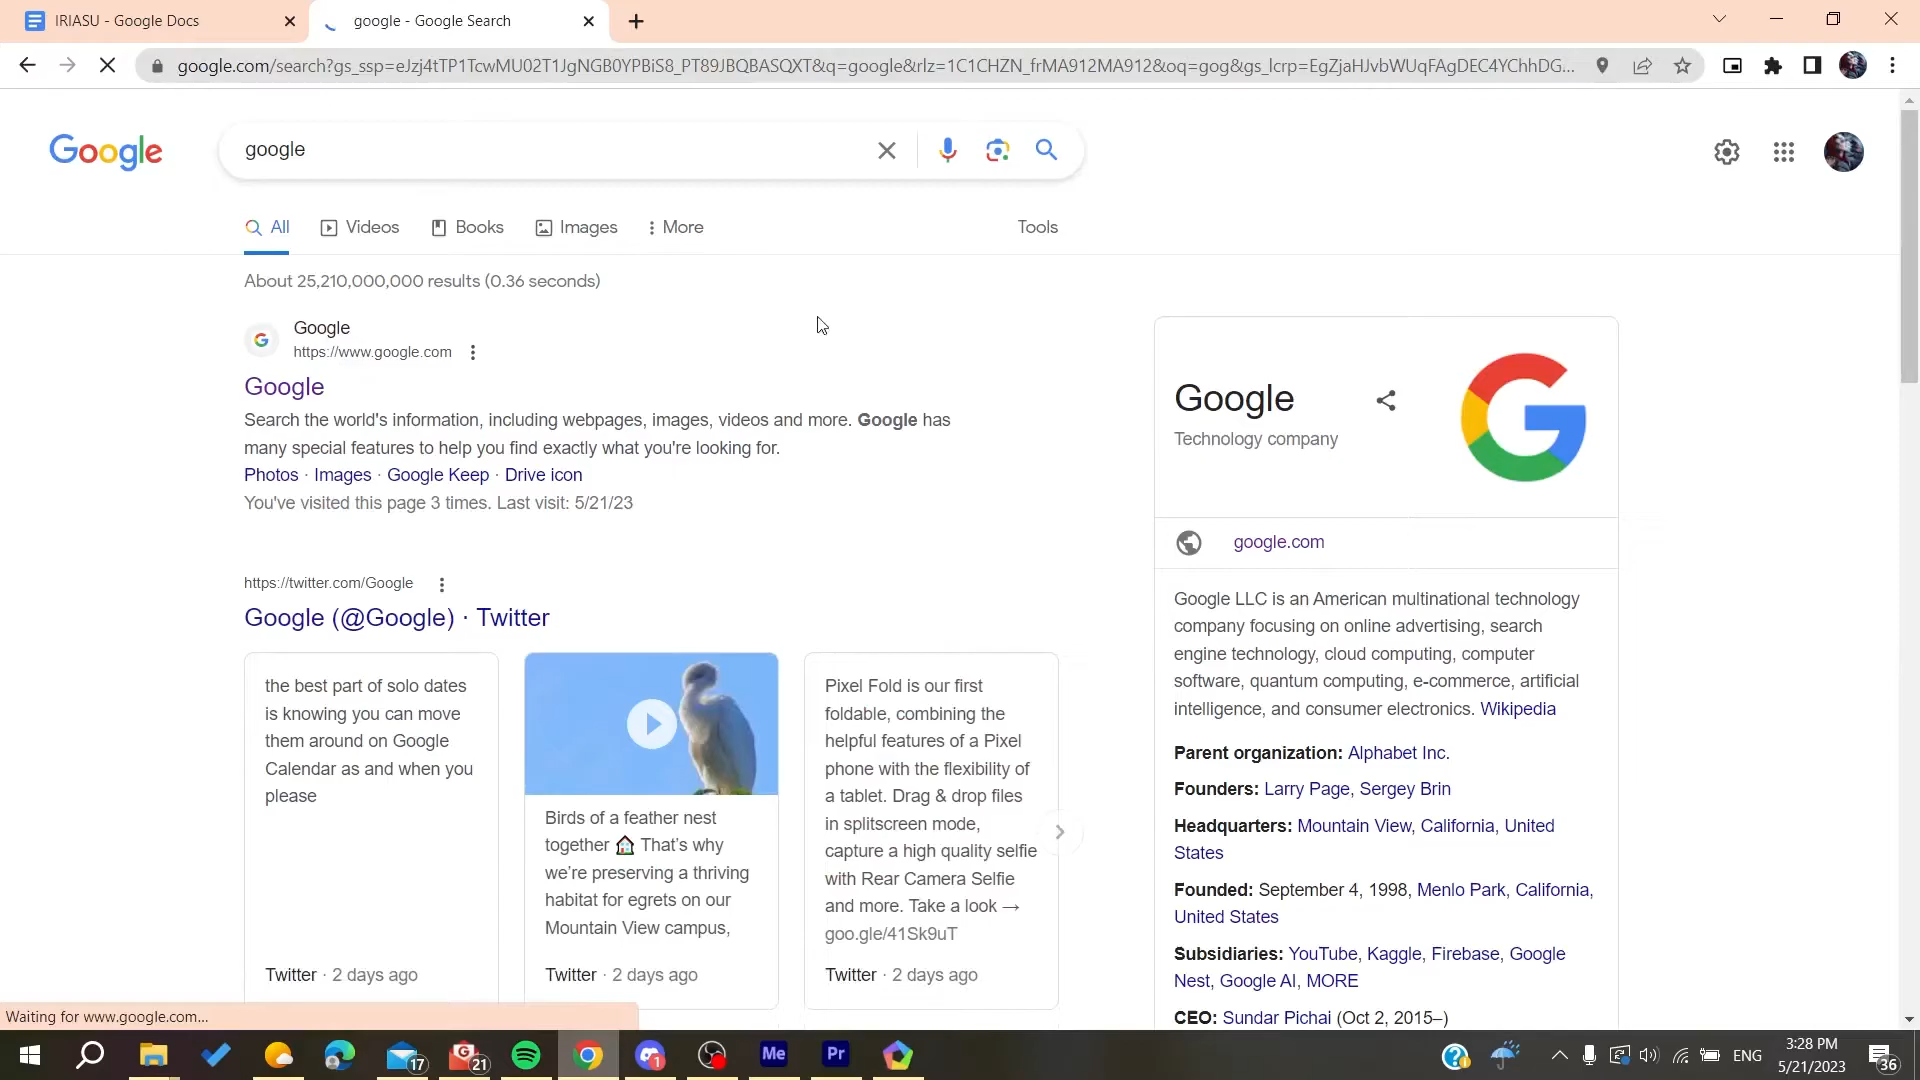 IRIASU - Google Docs
google - Google Search
google.com/search?gs_ssp=eJzj4tTP1TcwMU02T1JgNGB0YPBiS8_PT89JBQBASQXT&q=google&rlz=1C1CHZN_frMA912MA912&oq=gog&gs_lcrp=EgZjaHJvbWUqFAgDEC4YChhDG...
Google
google
All
Videos
Books
Images
More
Tools
About 25,210,000,000 results (0.36 seconds)
Google
https://www.google.com
Google
Search the world's information, including webpages, images, videos and more. Google has
many special features to help you find exactly what you're looking for.
Photos · Images · Google Keep · Drive icon
You've visited this page 3 times. Last visit: 5/21/23
https://twitter.com/Google
Google (@Google) · Twitter
the best part of solo dates
is knowing you can move
them around on Google
Calendar as and when you
please
Twitter · 2 days ago
Birds of a feather nest
together 🏠 That's why
we're preserving a thriving
habitat for egrets on our
Mountain View campus,
Twitter · 2 days ago
Pixel Fold is our first
foldable, combining the
helpful features of a Pixel
phone with the flexibility of
a tablet. Drag & drop files
in splitscreen mode,
capture a high quality selfie
with Rear Camera Selfie
and more. Take a look →
goo.gle/41Sk9uT
Twitter · 2 days ago
Google
Technology company
google.com
Google LLC is an American multinational technology
company focusing on online advertising, search
engine technology, cloud computing, computer
software, quantum computing, e-commerce, artificial
intelligence, and consumer electronics. Wikipedia
Parent organization: Alphabet Inc.
Founders: Larry Page, Sergey Brin
Headquarters: Mountain View, California, United
States
Founded: September 4, 1998, Menlo Park, California,
United States
Subsidiaries: YouTube, Kaggle, Firebase, Google
Nest, Google AI, MORE
CEO: Sundar Pichai (Oct 2, 2015–)
Waiting for www.google.com...
17
21
1
Me
Pr
ENG
3:28 PM
5/21/2023
36